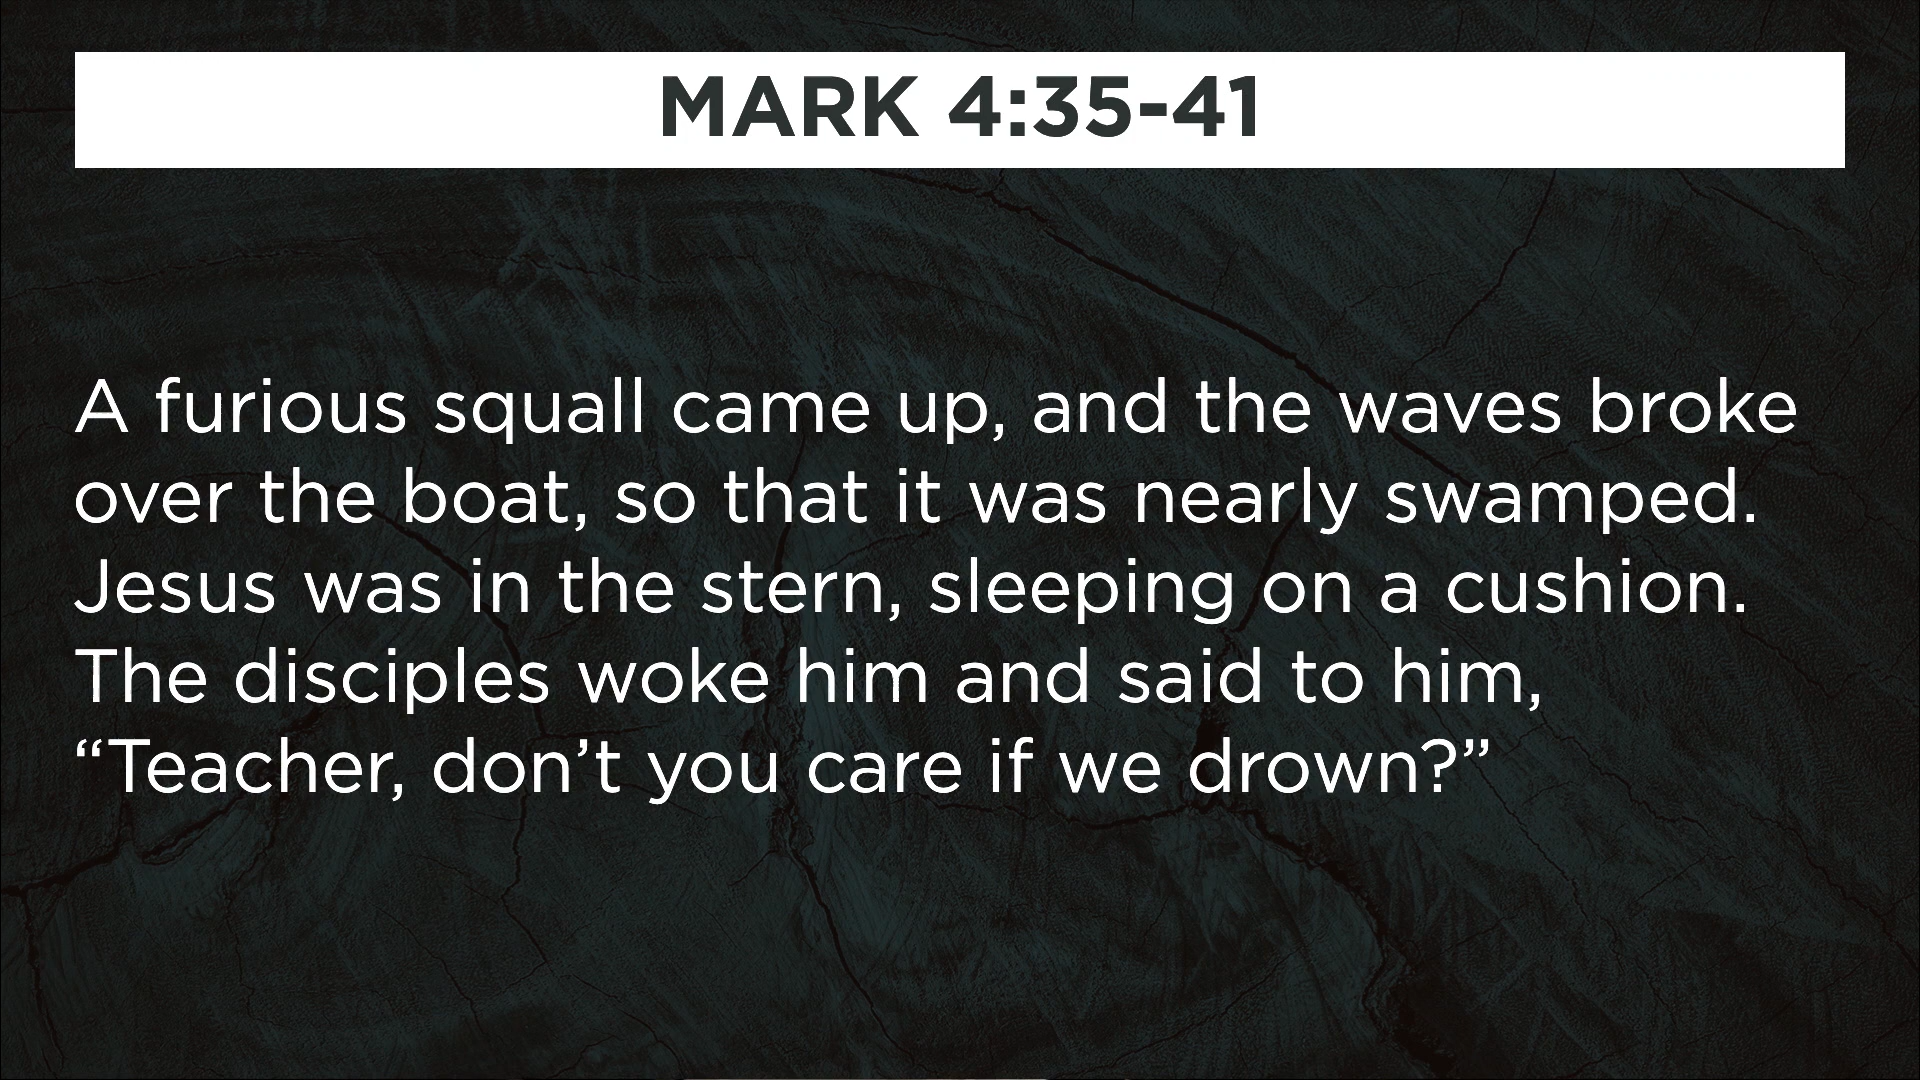 MARK 4:35-41
A furious squall came up, and the waves broke
over the boat, so that it was nearly swamped.
Jesus was in the stern, sleeping on a cushion.
The disciples woke him and said to him,
“Teacher, don’t you care if we drown?”